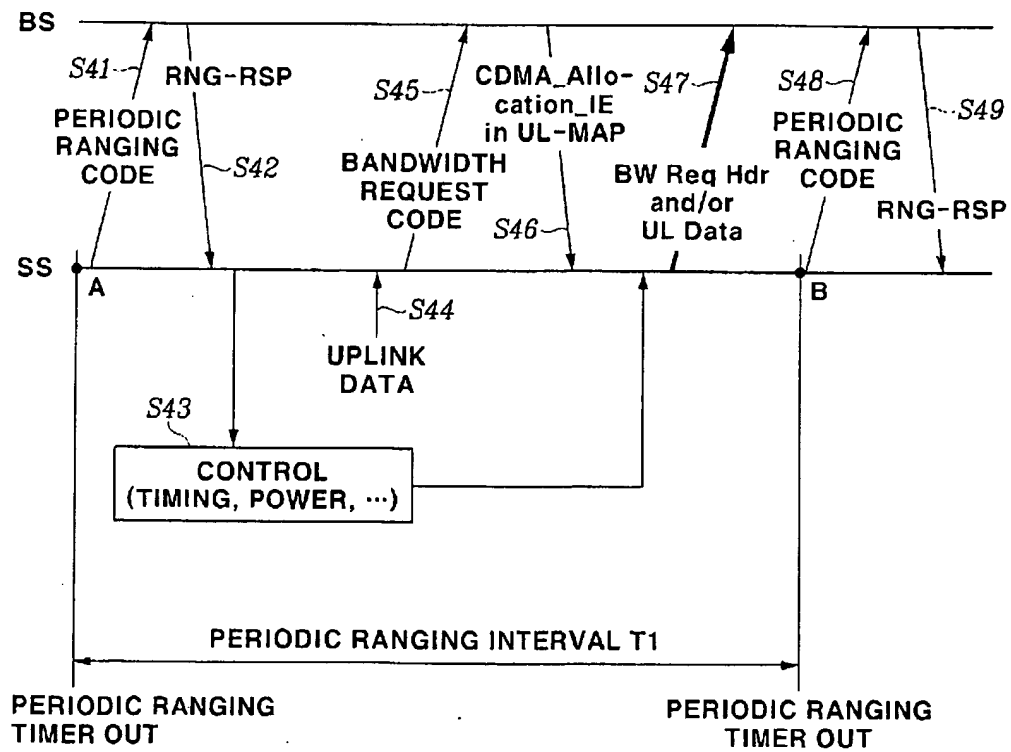 BS
S41
RNG-RSP
PERIODIC
RANGING
CODE
S42
S45
BANDWIDTH
REQUEST
CODE
CDMA_Allo-
cation_IE
in UL-MAP
S46
S47
BW Req Hdr
and/or
UL Data
S48
PERIODIC
RANGING
CODE
S49
RNG-RSP
SS
A
B
S44
UPLINK
DATA
S43
CONTROL
(TIMING, POWER, ···)
PERIODIC RANGING INTERVAL T1
PERIODIC RANGING
TIMER OUT
PERIODIC RANGING
TIMER OUT